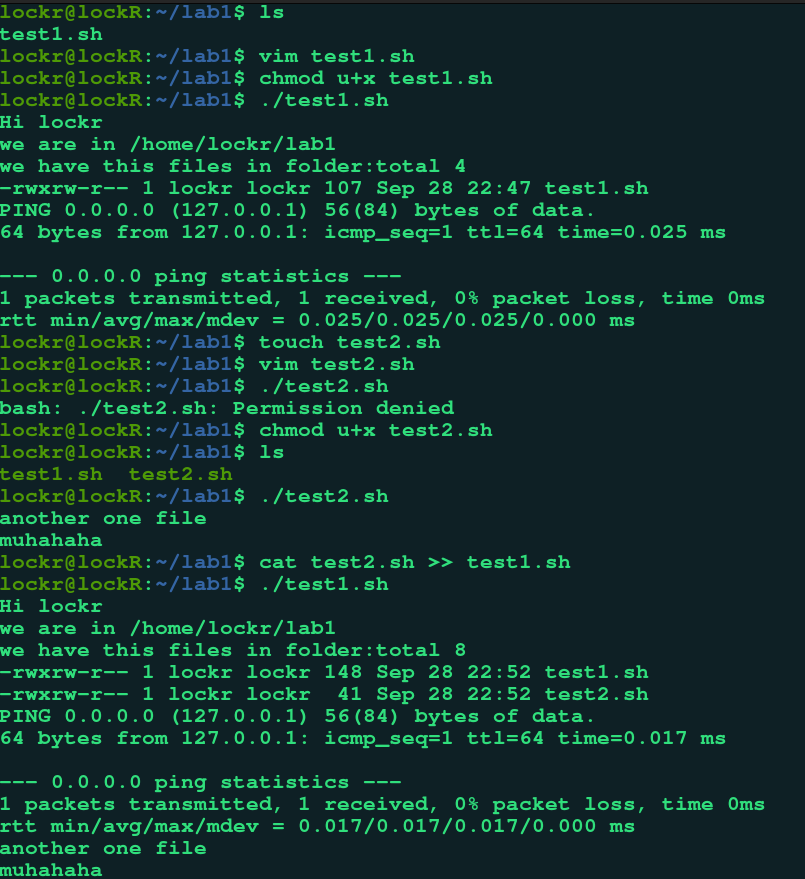 lockr@lockR:~/lab1$ ls
test1.sh
lockr@lockR:~/lab1$ vim test1.sh
lockr@lockR:~/lab1$ chmod u+x test1.sh
lockr@lockR:~/lab1$ ./test1.sh
Hi lockr
we are in /home/lockr/lab1
we have this files in folder:total 4
-rwxrw-r-- 1 lockr lockr 107 Sep 28 22:47 test1.sh
PING 0.0.0.0 (127.0.0.1) 56(84) bytes of data.
64 bytes from 127.0.0.1: icmp_seq=1 ttl=64 time=0.025 ms

--- 0.0.0.0 ping statistics ---
1 packets transmitted, 1 received, 0% packet loss, time 0ms
rtt min/avg/max/mdev = 0.025/0.025/0.025/0.000 ms
lockr@lockR:~/lab1$ touch test2.sh
lockr@lockR:~/lab1$ vim test2.sh
lockr@lockR:~/lab1$ ./test2.sh
bash: ./test2.sh: Permission denied
lockr@lockR:~/lab1$ chmod u+x test2.sh
lockr@lockR:~/lab1$ ls
test1.sh  test2.sh
lockr@lockR:~/lab1$ ./test2.sh
another one file
muhahaha
lockr@lockR:~/lab1$ cat test2.sh >> test1.sh
lockr@lockR:~/lab1$ ./test1.sh
Hi lockr
we are in /home/lockr/lab1
we have this files in folder:total 8
-rwxrw-r-- 1 lockr lockr 148 Sep 28 22:52 test1.sh
-rwxrw-r-- 1 lockr lockr  41 Sep 28 22:52 test2.sh
PING 0.0.0.0 (127.0.0.1) 56(84) bytes of data.
64 bytes from 127.0.0.1: icmp_seq=1 ttl=64 time=0.017 ms

--- 0.0.0.0 ping statistics ---
1 packets transmitted, 1 received, 0% packet loss, time 0ms
rtt min/avg/max/mdev = 0.017/0.017/0.017/0.000 ms
another one file
muhahaha